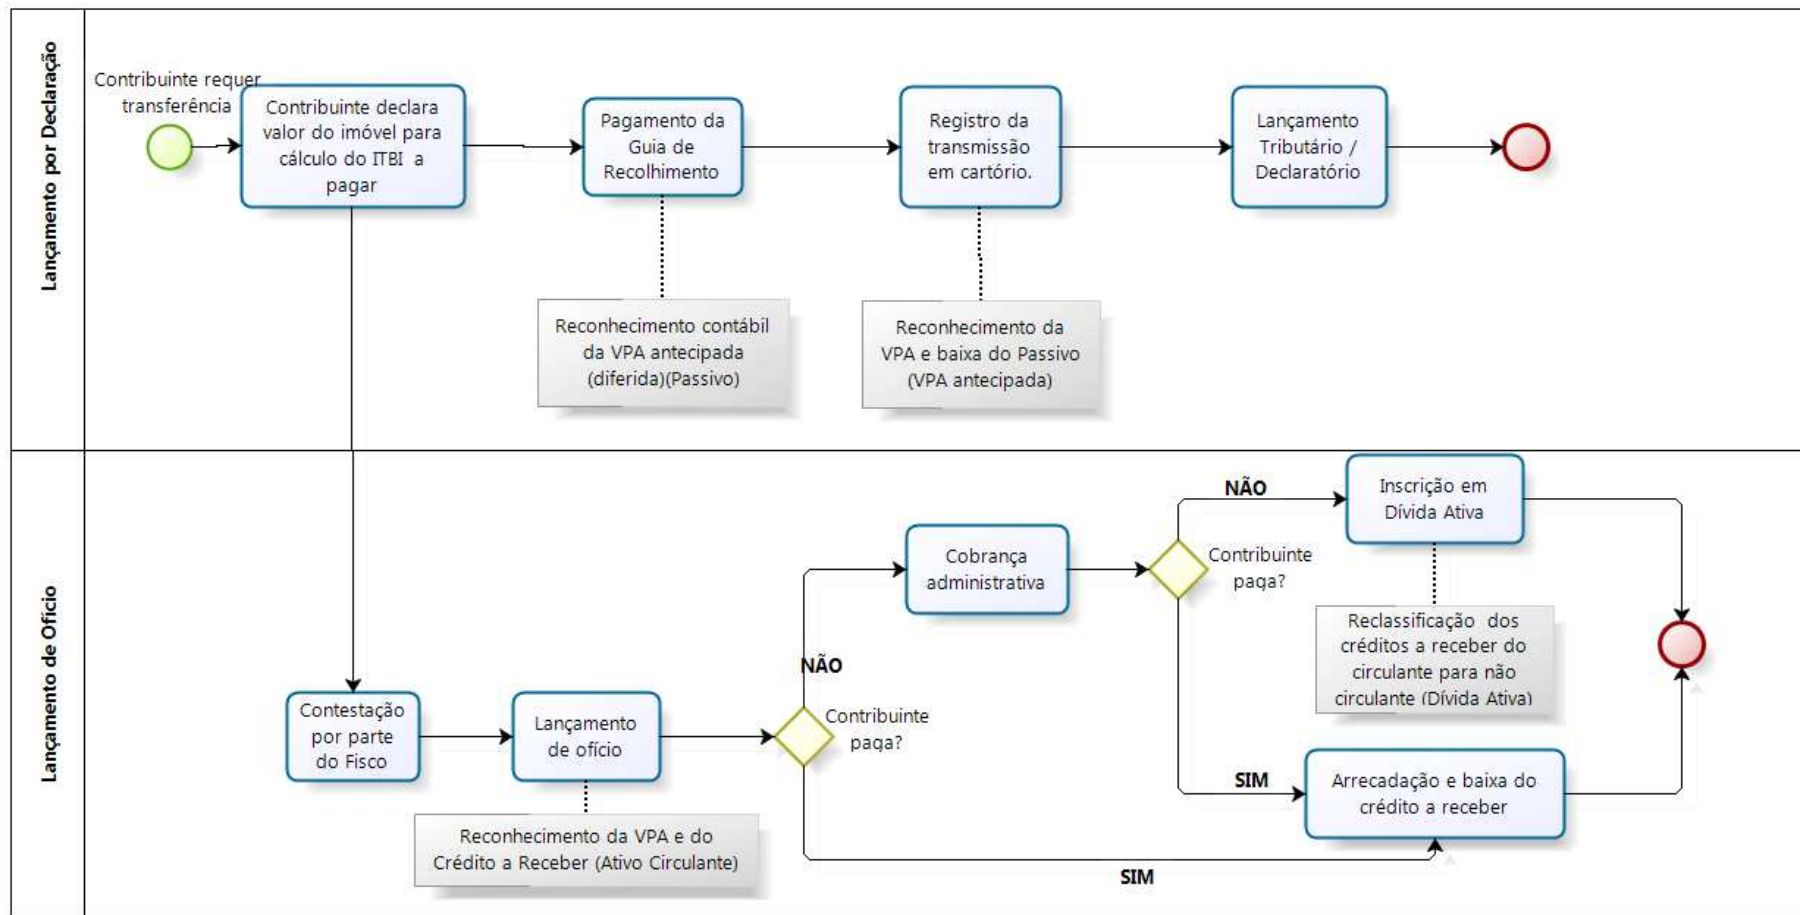 Lançamento por Declaração
Contribuinte requer
transferência
Contribuinte declara
valor do imóvel para
cálculo do ITBI a
pagar
Pagamento da
Guia de
Recolhimento
Registro da
transmissão
em cartório.
Lançamento
Tributário /
Declaratório
Reconhecimento contábil
da VPA antecipada
(diferida)(Passivo)
Reconhecimento da
VPA e baixa do Passivo
(VPA antecipada)
Lançamento de Ofício
Contestação
por parte
do Fisco
Lançamento
de ofício
Reconhecimento da VPA e do
Crédito a Receber (Ativo Circulante)
Contribuinte
paga?
NÃO
SIM
Cobrança
administrativa
Contribuinte
paga?
NÃO
SIM
Inscrição em
Dívida Ativa
Reclassificação dos
créditos a receber do
circulante para não
circulante (Dívida Ativa)
Arrecadação e baixa do
crédito a receber